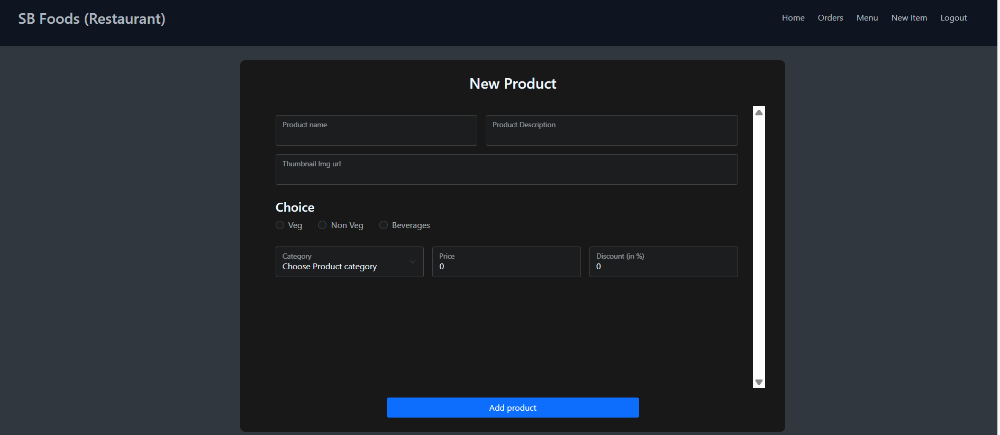 SB Foods (Restaurant)
Home Orders Menu New Item Logout
New Product
Product name
Product Description
Thumbnail Img url
Choice
Veg Non Veg Beverages
Category
Choose Product category
Price
0
Discount (in %)
0
Add product